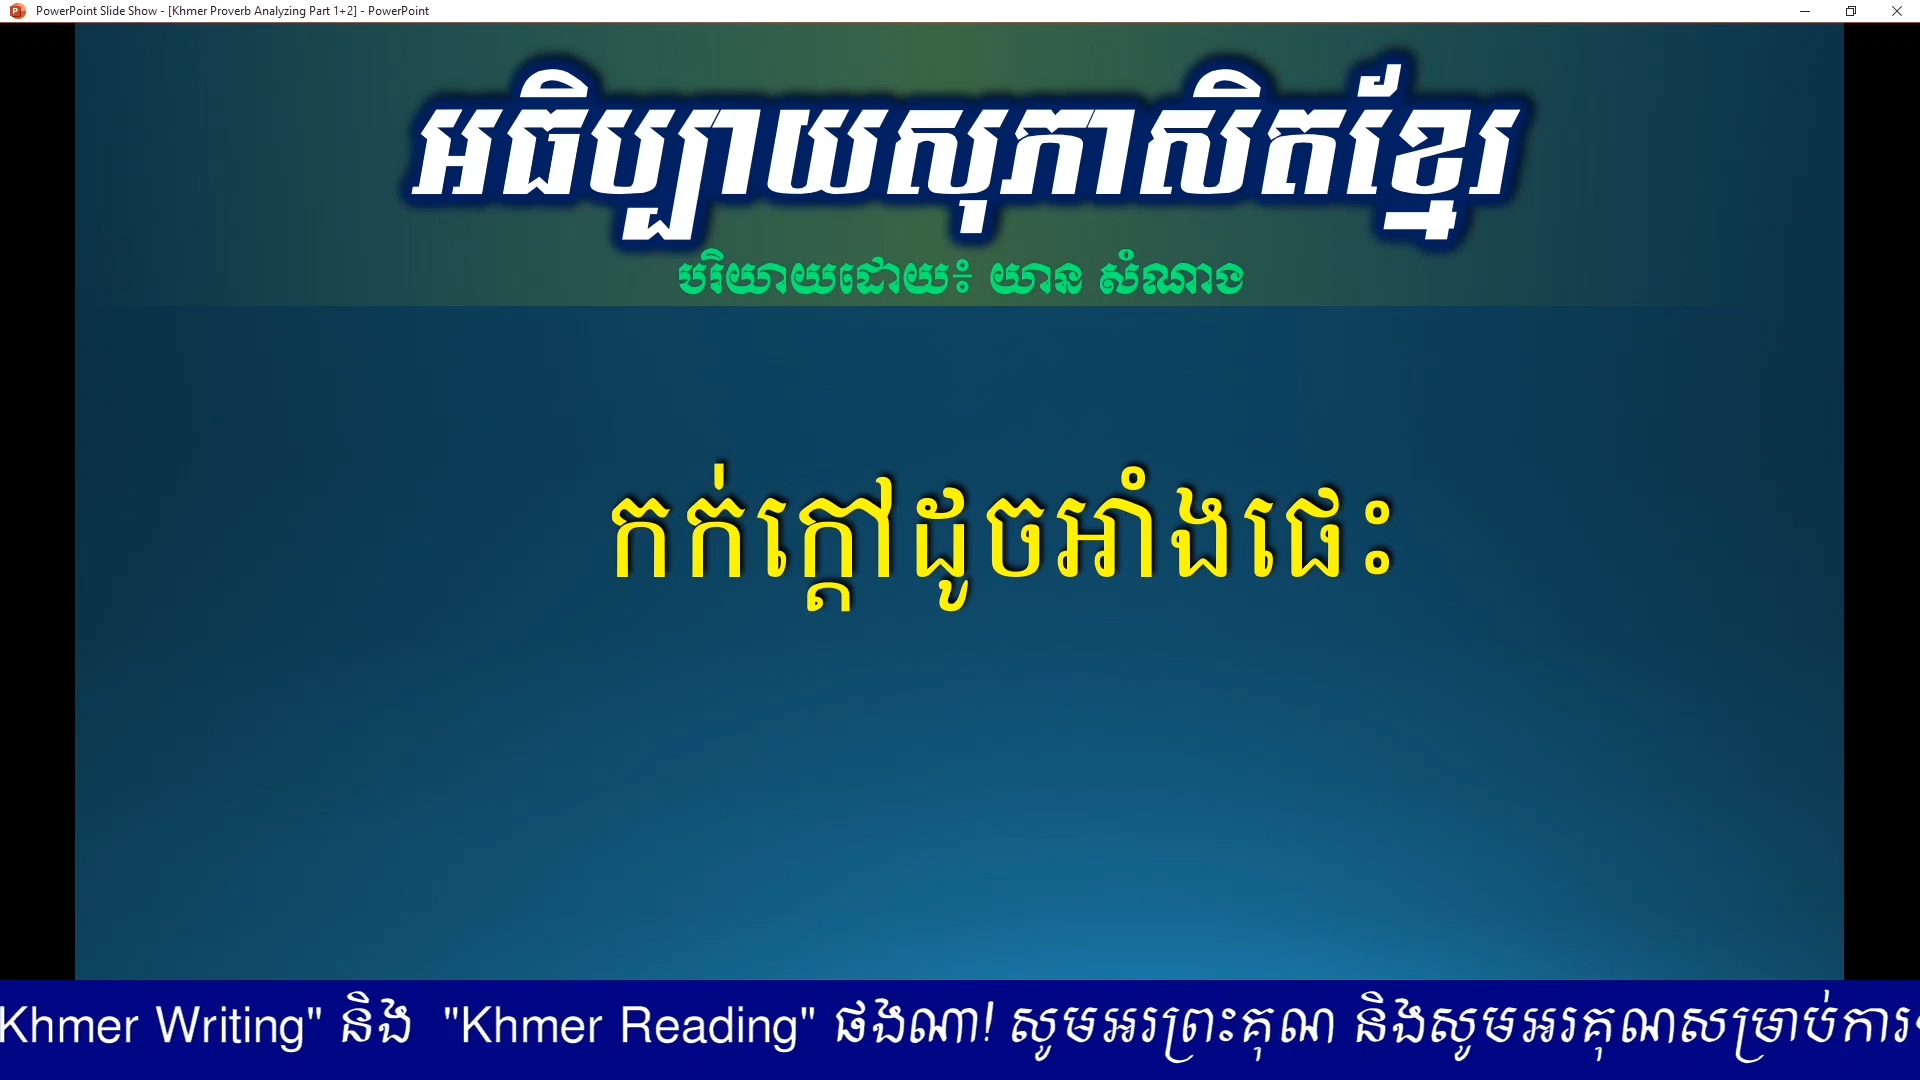 PowerPoint Slide Show - [Khmer Proverb Analyzing Part 1+2] - PowerPoint
អធិប្បាយសុភាសិតខ្មែរ
បរិយាយដោយ៖ យាន សំណាង
កក់ក្តៅដូចអាំងផេះ
Khmer Writing" និង "Khmer Reading" ផងណា! សូមអរព្រះគុណ និងសូមអរគុណសម្រាប់ការ